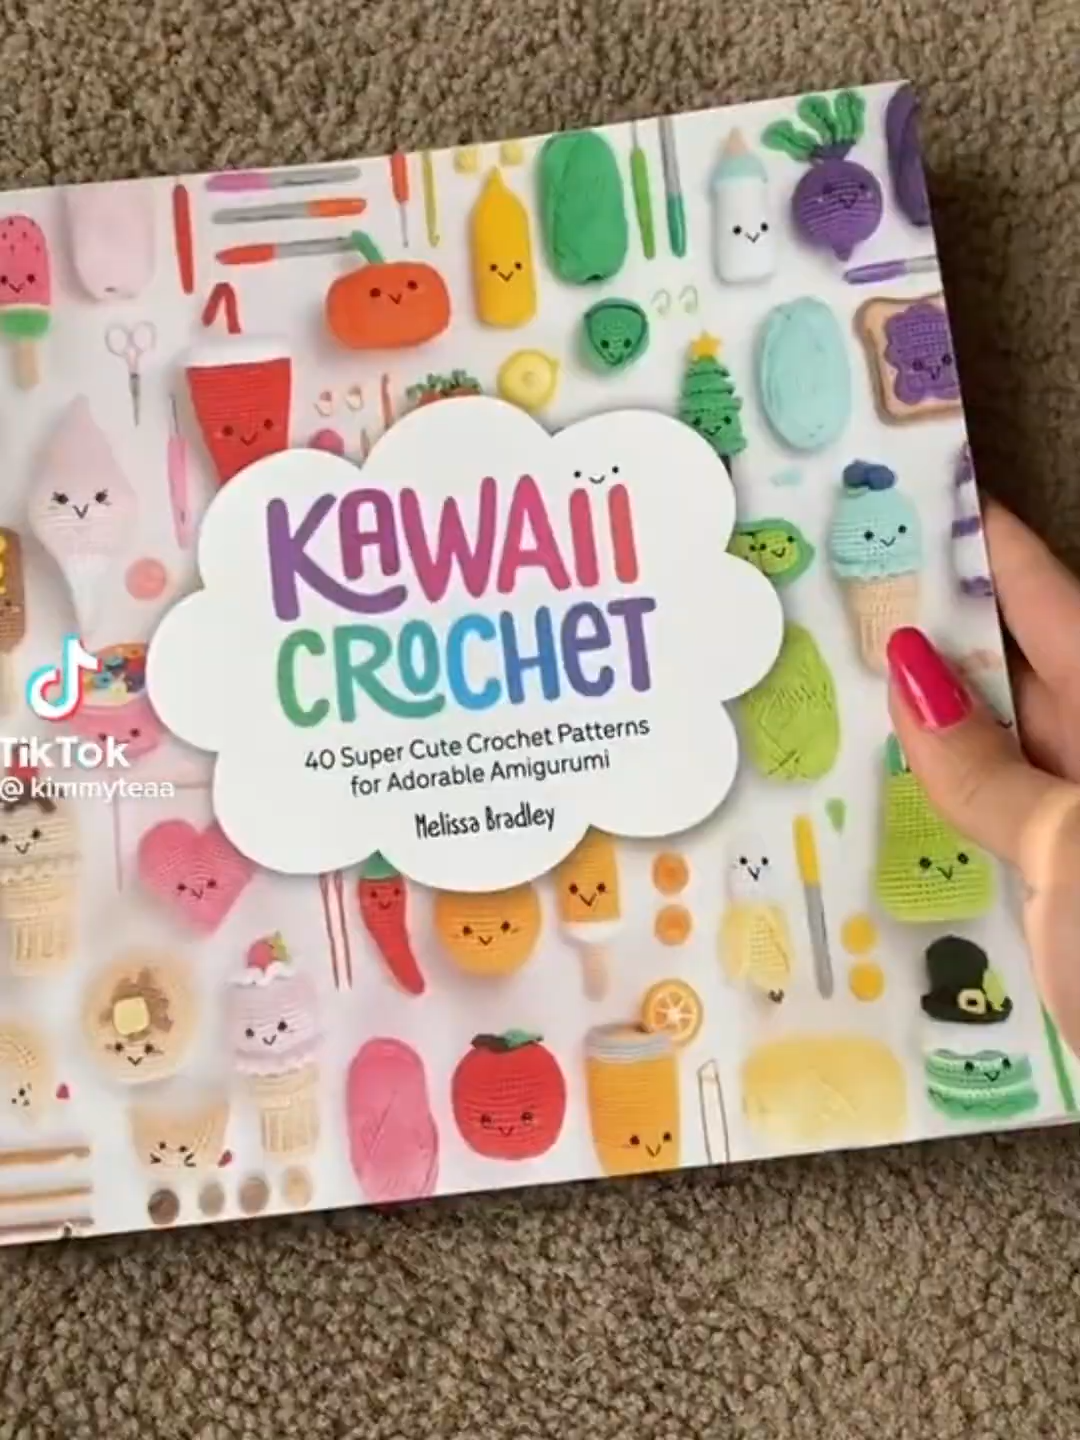 KAWAii
CROCHET
40 Super Cute Crochet Patterns
for Adorable Amigurumi
Melissa Bradley
TikTok
@kimmyteaa